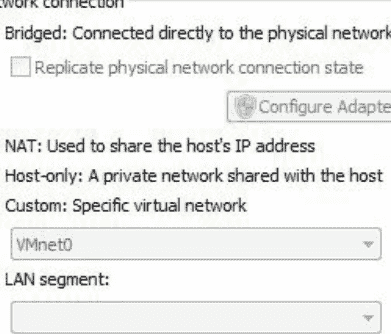 twork connection
Bridged: Connected directly to the physical network
Replicate physical network connection state
Configure Adapte
NAT: Used to share the host's IP address
Host-only: A private network shared with the host
Custom: Specific virtual network
VMnet0
LAN segment: